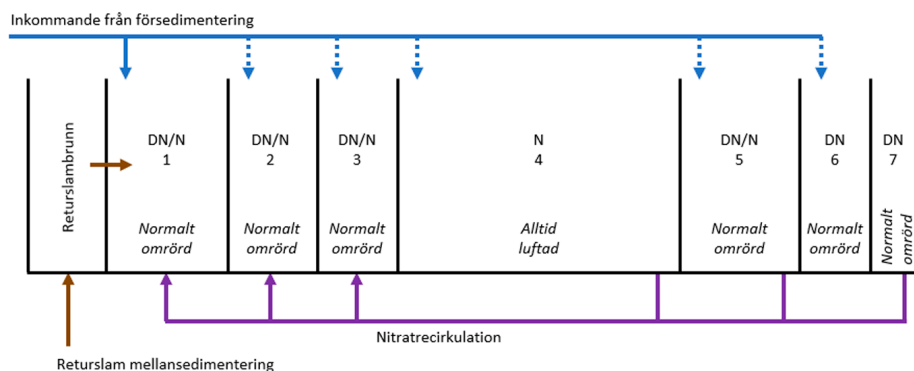 Inkommande från försedimentering
Returslambrunn
DN/N
1
Normalt
omrörd
DN/N
2
Normalt
omrörd
DN/N
3
Normalt
omrörd
N
4
Alltid
luftad
DN/N
5
Normalt
omrörd
DN
6
Normalt
omrörd
DN
7
Normalt
omrörd
Nitratrecirkulation
Returslam mellansedimentering